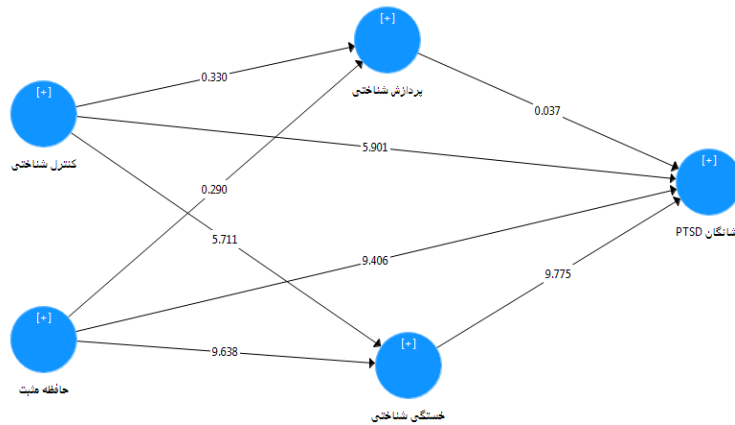 [+]
پردازش شناختی
[+]
کنترل شناختی
0.330
0.037
5.901
[+]
شانگان PTSD
0.290
5.711
9.406
9.775
[+]
حافظه مثبت
9.638
[+]
خستگی شناختی